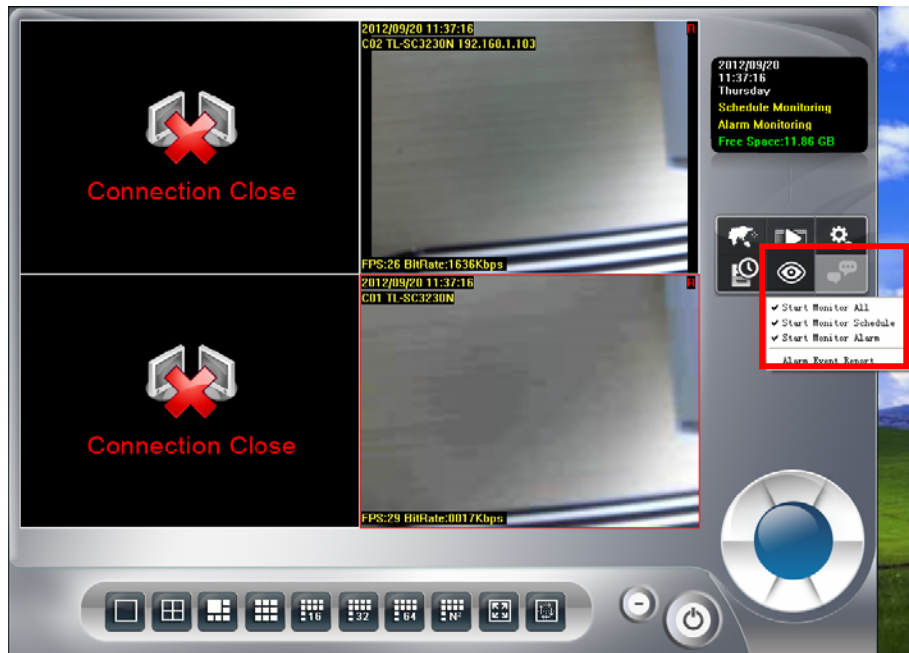 Connection Close
2012/09/20 11:37:16
R
C02 TL-SC3230N 192.168.1.103
FPS:26 BitRate:1636Kbps
Connection Close
2012/09/20 11:37:16
R
C01 TL-SC3230N
FPS:29 BitRate:0017Kbps
2012/09/20
11:37:16
Thursday
Schedule Monitoring
Alarm Monitoring
Free Space:11.86 GB
Start Monitor All
Start Monitor Schedule
Start Monitor Alarm
Alarm Event Report
16
32
64
N²